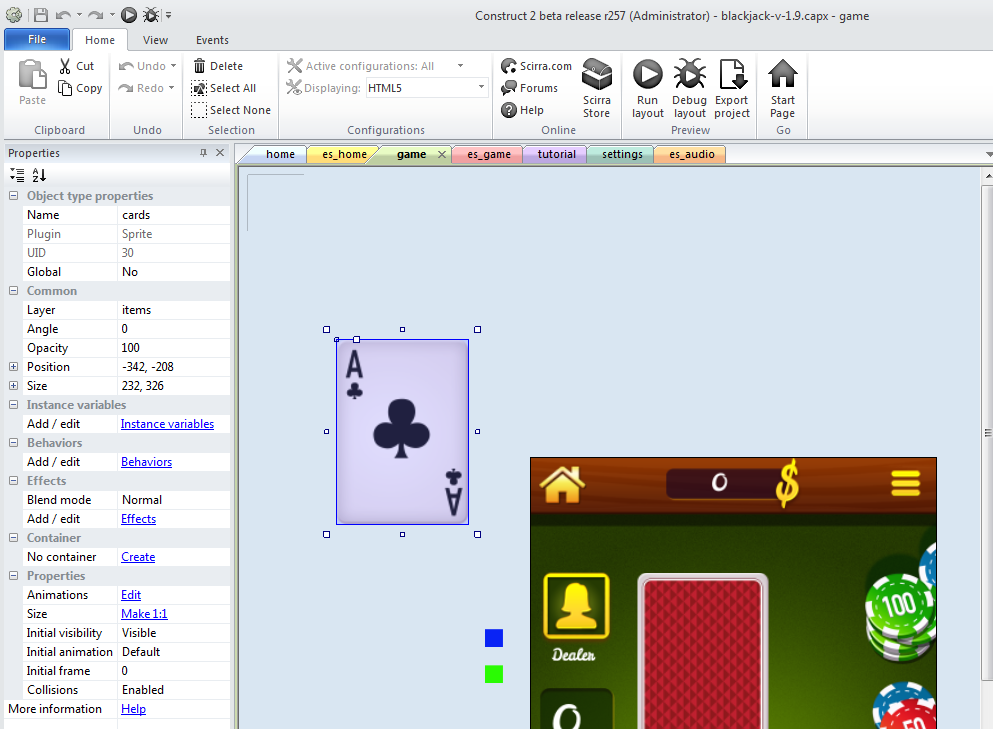 Construct 2 beta release r257 (Administrator) - blackjack-v-1.9.capx - game
File Home View Events
Paste Cut Copy
Undo Redo
Delete Select All Select None
Active configurations: All
Displaying: HTML5
Scirra.com Forums Help Scirra Store
Run layout Debug layout Export project Start Page
Clipboard Undo Selection Configurations Online Preview Go
Properties
home es_home game es_game tutorial settings es_audio
Object type properties
Name cards
Plugin Sprite
UID 30
Global No
Common
Layer items
Angle 0
Opacity 100
Position -342, -208
Size 232, 326
Instance variables
Add / edit Instance variables
Behaviors
Add / edit Behaviors
Effects
Blend mode Normal
Add / edit Effects
Container
No container Create
Properties
Animations Edit
Size Make 1:1
Initial visibility Visible
Initial animation Default
Initial frame 0
Collisions Enabled
More information Help
A
A
0 $
100
Dealer
0
50